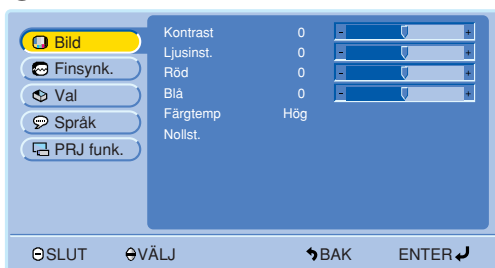 Bild
Finsynk.
Val
Språk
PRJ funk.
Kontrast 0 - +
Ljusinst. 0 - +
Röd 0 - +
Blå 0 - +
Färgtemp Hög
Nollst.
SLUT VÄLJ BAK ENTER